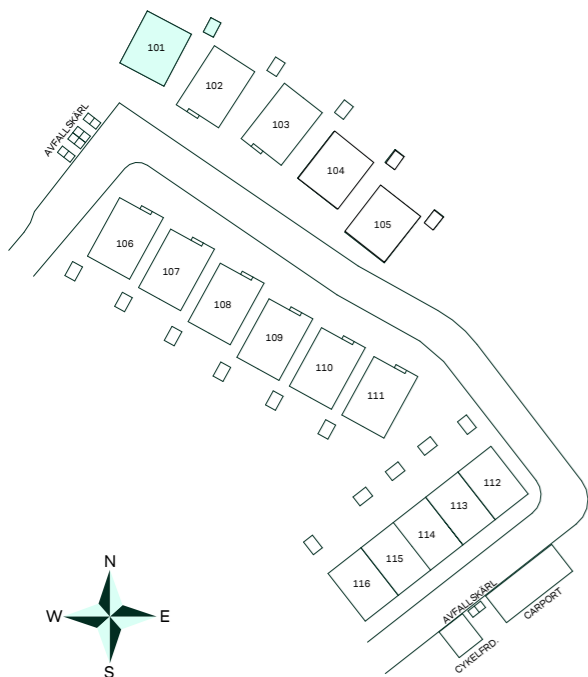 101
102
103
104
105
AVFALLSKÄRL
106
107
108
109
110
111
112
113
114
115
116
AVFALLSKÄRL
CARPORT
CYKELFRD.
N
W
E
S